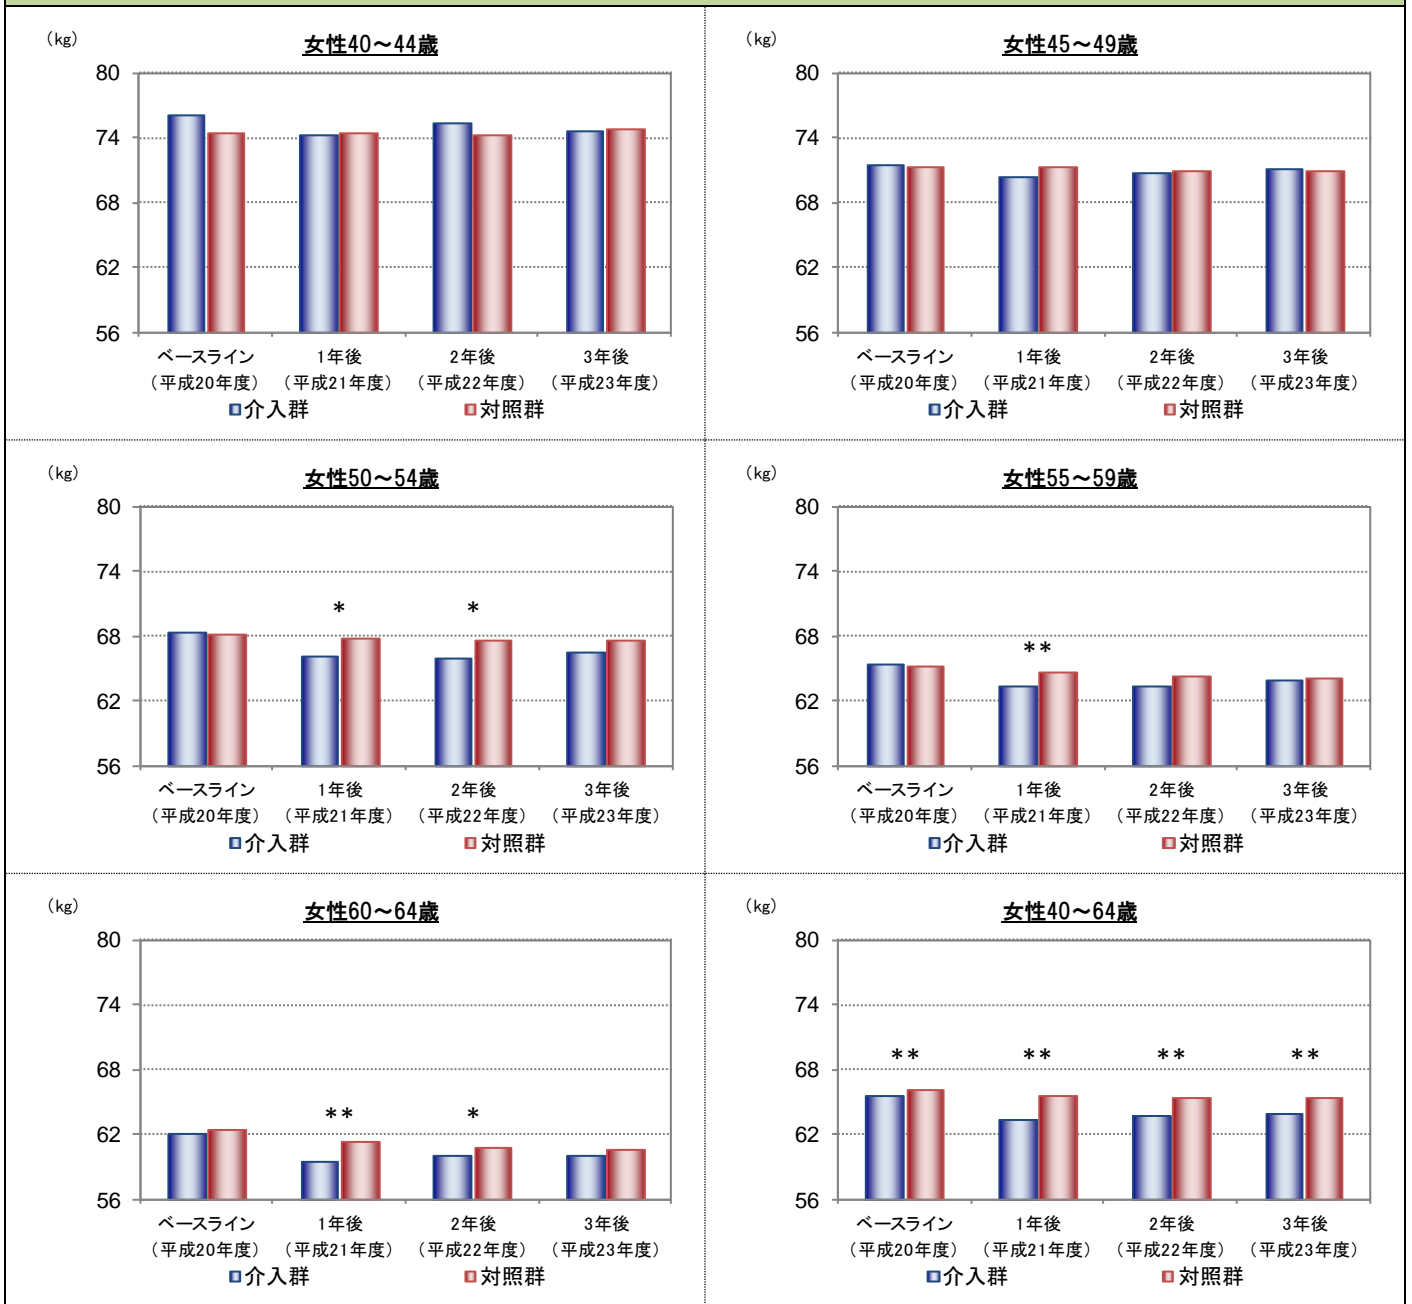 （kg）
女性40～44歳
80
74
68
62
56
ベースライン 1年後 2年後 3年後
（平成20年度） （平成21年度） （平成22年度） （平成23年度）
介入群 対照群
（kg）
女性45～49歳
80
74
68
62
56
ベースライン 1年後 2年後 3年後
（平成20年度） （平成21年度） （平成22年度） （平成23年度）
介入群 対照群
（kg）
女性50～54歳
80
74
* *
68
62
56
ベースライン 1年後 2年後 3年後
（平成20年度） （平成21年度） （平成22年度） （平成23年度）
介入群 対照群
（kg）
女性55～59歳
80
74
68
**
62
56
ベースライン 1年後 2年後 3年後
（平成20年度） （平成21年度） （平成22年度） （平成23年度）
介入群 対照群
（kg）
女性60～64歳
80
74
68
** *
62
56
ベースライン 1年後 2年後 3年後
（平成20年度） （平成21年度） （平成22年度） （平成23年度）
介入群 対照群
（kg）
女性40～64歳
80
74
** ** ** **
68
62
56
ベースライン 1年後 2年後 3年後
（平成20年度） （平成21年度） （平成22年度） （平成23年度）
介入群 対照群